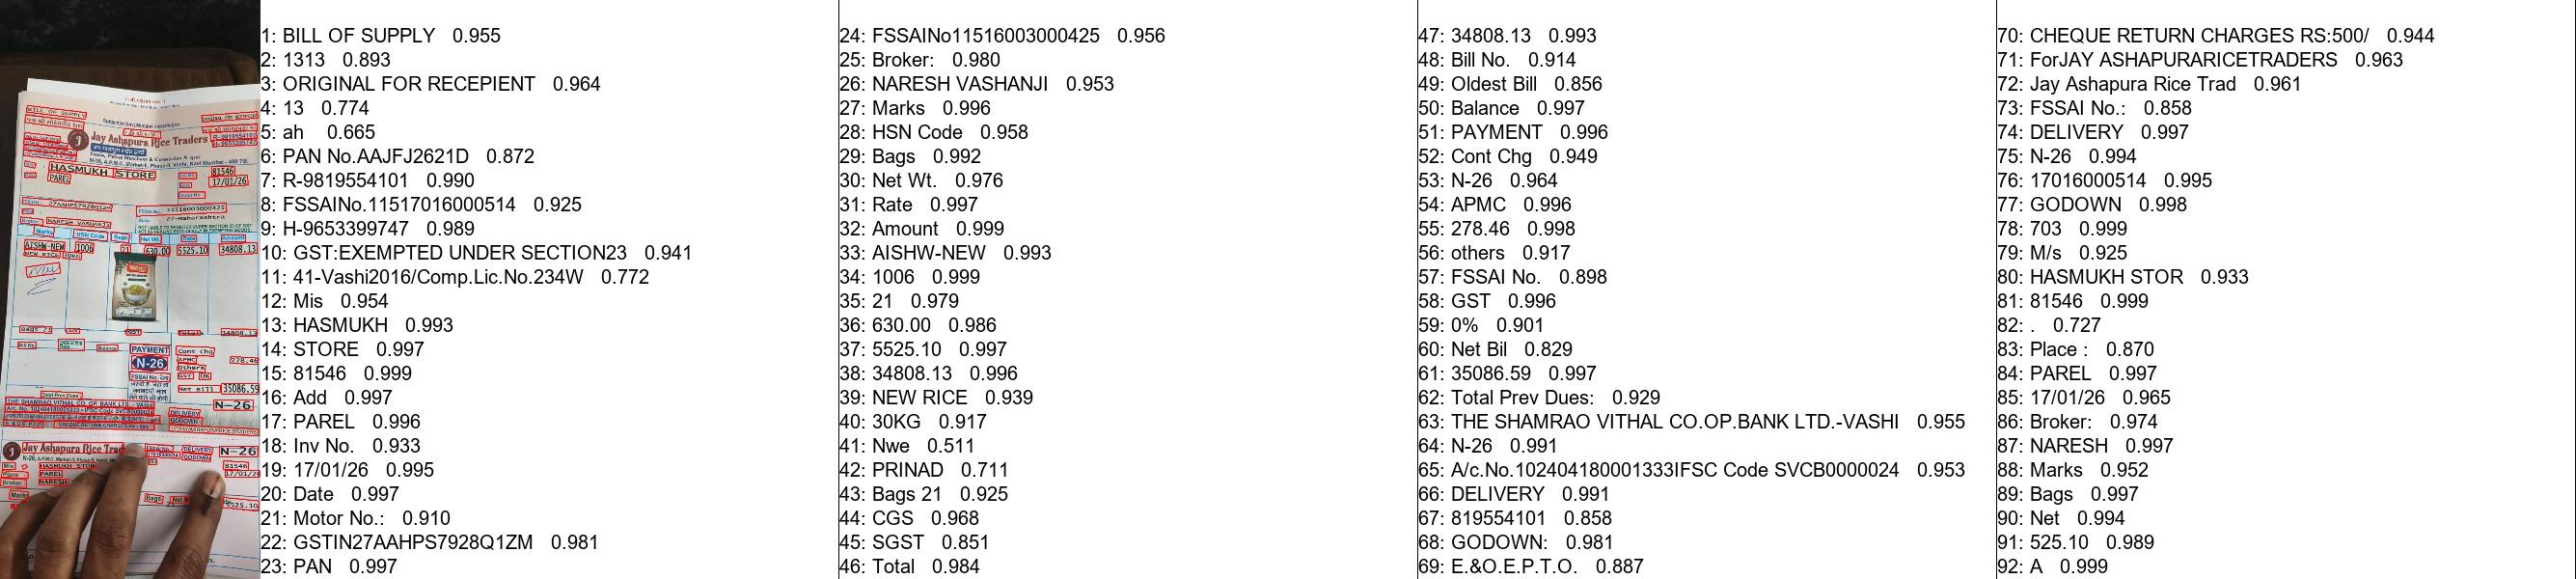 1: BILL OF SUPPLY 0.955
2: 1313 0.893
3: ORIGINAL FOR RECEPIENT 0.964
4: 13 0.774
5: ah 0.665
6: PAN No.AAJFJ2621D 0.872
7: R-9819554101 0.990
8: FSSAINo.11517016000514 0.925
9: H-9653399747 0.989
10: GST:EXEMPTED UNDER SECTION23 0.941
11: 41-Vashi2016/Comp.Lic.No.234W 0.772
12: Mis 0.954
13: HASMUKH 0.993
14: STORE 0.997
15: 81546 0.999
16: Add 0.997
17: PAREL 0.996
18: Inv No. 0.933
19: 17/01/26 0.995
20: Date 0.997
21: Motor No.: 0.910
22: GSTIN27AAHPS7928Q1ZM 0.981
23: PAN 0.997
24: FSSAINo11516003000425 0.956
25: Broker: 0.980
26: NARESH VASHANJI 0.953
27: Marks 0.996
28: HSN Code 0.958
29: Bags 0.992
30: Net Wt. 0.976
31: Rate 0.997
32: Amount 0.999
33: AISHW-NEW 0.993
34: 1006 0.999
35: 21 0.979
36: 630.00 0.986
37: 5525.10 0.997
38: 34808.13 0.996
39: NEW RICE 0.939
40: 30KG 0.917
41: Nwe 0.511
42: PRINAD 0.711
43: Bags 21 0.925
44: CGS 0.968
45: SGST 0.851
46: Total 0.984
47: 34808.13 0.993
48: Bill No. 0.914
49: Oldest Bill 0.856
50: Balance 0.997
51: PAYMENT 0.996
52: Cont Chg 0.949
53: N-26 0.964
54: APMC 0.996
55: 278.46 0.998
56: others 0.917
57: FSSAI No. 0.898
58: GST 0.996
59: 0% 0.901
60: Net Bil 0.829
61: 35086.59 0.997
62: Total Prev Dues: 0.929
63: THE SHAMRAO VITHAL CO.OP.BANK LTD.-VASHI 0.955
64: N-26 0.991
65: A/c.No.102404180001333IFSC Code SVCB0000024 0.953
66: DELIVERY 0.991
67: 819554101 0.858
68: GODOWN: 0.981
69: E.&O.E.P.T.O. 0.887
70: CHEQUE RETURN CHARGES RS:500/ 0.944
71: ForJAY ASHAPURARICETRADERS 0.963
72: Jay Ashapura Rice Trad 0.961
73: FSSAI No.: 0.858
74: DELIVERY 0.997
75: N-26 0.994
76: 17016000514 0.995
77: GODOWN 0.998
78: 703 0.999
79: M/s 0.925
80: HASMUKH STOR 0.933
81: 81546 0.999
82: . 0.727
83: Place : 0.870
84: PAREL 0.997
85: 17/01/26 0.965
86: Broker: 0.974
87: NARESH 0.997
88: Marks 0.952
89: Bags 0.997
90: Net 0.994
91: 525.10 0.989
92: A 0.999